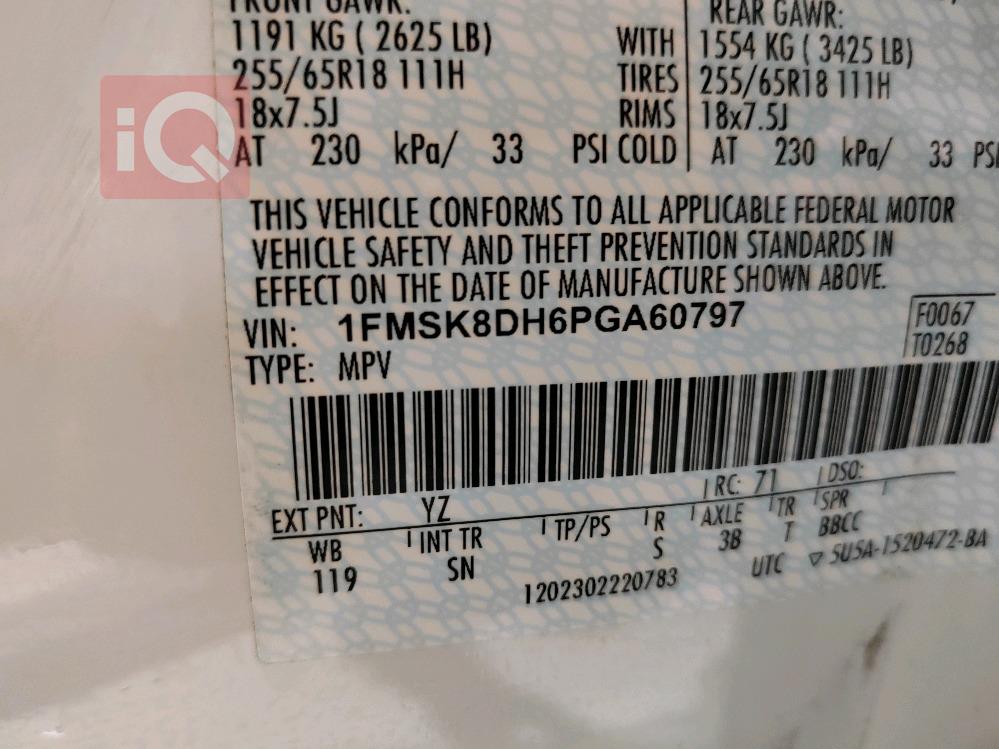 FRONT GAWR:
1191 KG ( 2625 LB)
255/65R18 111H
18x7.5J
AT 230 kPa/ 33 PSI COLD
WITH
TIRES
RIMS
REAR GAWR:
1554 KG ( 3425 LB)
255/65R18 111H
18x7.5J
AT 230 kPa/ 33 PSI
iQ
THIS VEHICLE CONFORMS TO ALL APPLICABLE FEDERAL MOTOR
VEHICLE SAFETY AND THEFT PREVENTION STANDARDS IN
EFFECT ON THE DATE OF MANUFACTURE SHOWN ABOVE.
VIN: 1FMSK8DH6PGA60797
F0067
T0268
TYPE: MPV
EXT PNT: YZ RC: 71 DSO:
WB INT TR TP/PS R AXLE TR SPR
119 SN S 3B T BBCC
1202302220783 UTC ▽ 5U5A-1520472-BA